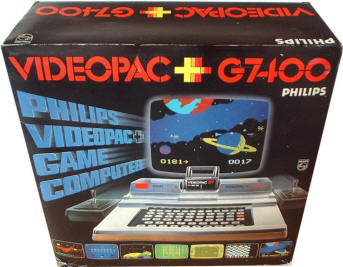 VIDEOPAC + G7400
PHILIPS
VIDEOPAC + G7400
PHILIPS
PHILIPS
VIDEOPAC+
GAME
COMPUTER
0181→ 0017